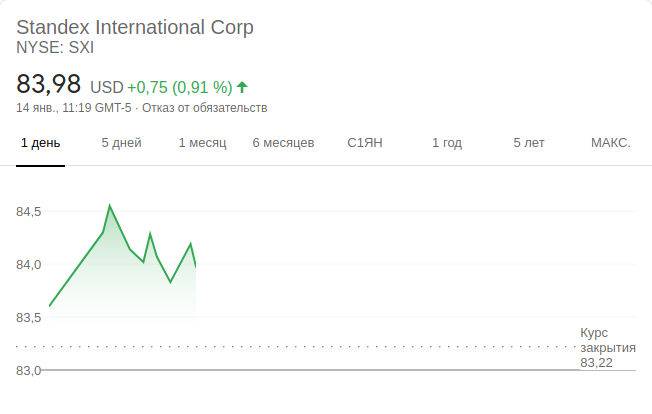 Standex International Corp
NYSE: SXI
83,98 USD +0,75 (0,91 %)
14 янв., 11:19 GMT-5 · Отказ от обязательств
1 день 5 дней 1 месяц 6 месяцев С1ЯН 1 год 5 лет МАКС.
84,5
84,0
83,5
Курс
закрытия
83,22
83,0